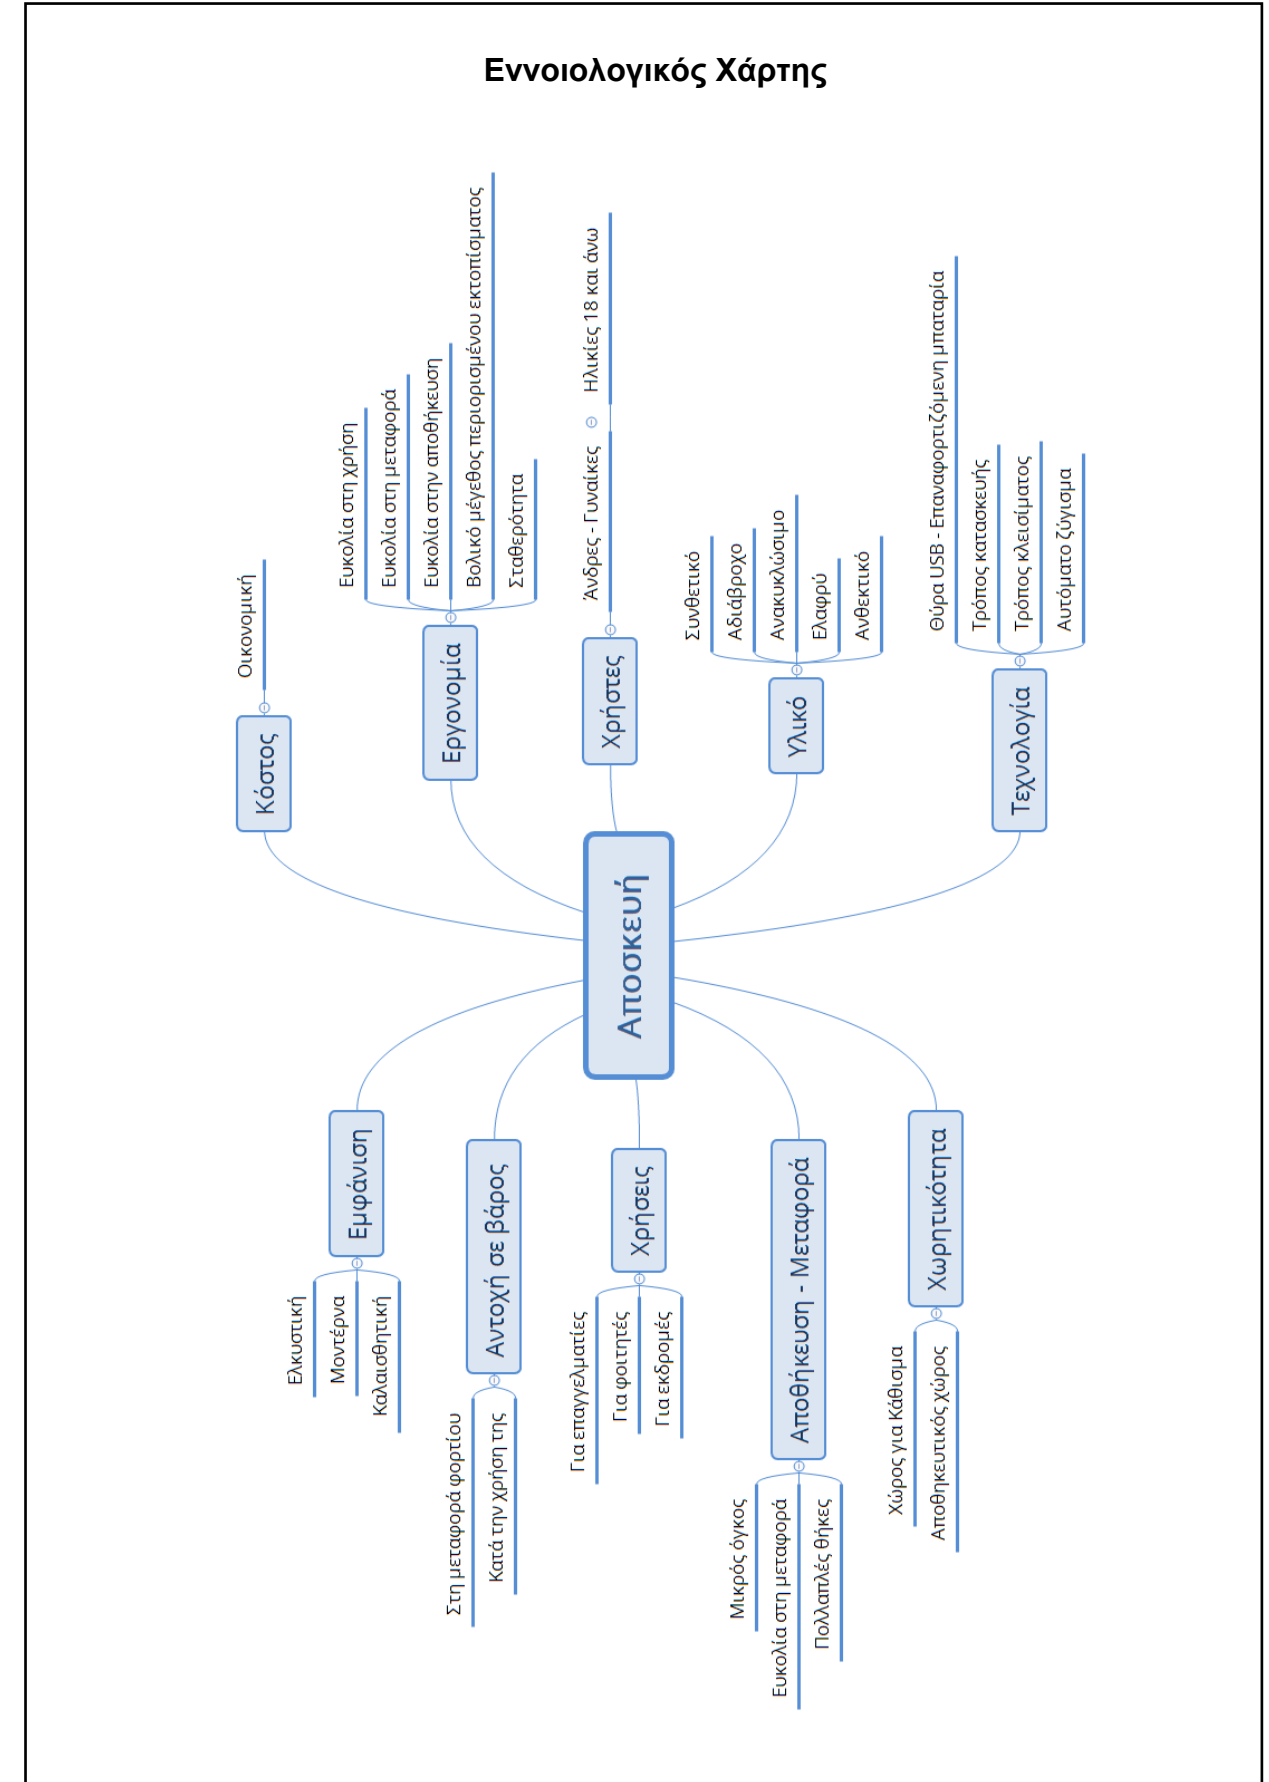 Εννοιολογικός Χάρτης
Αποσκευή
Κόστος
Οικονομική
Εργονομία
Ευκολία στη χρήση
Ευκολία στη μεταφορά
Ευκολία στην αποθήκευση
Βολικό μέγεθος περιορισμένου εκτοπίσματος
Σταθερότητα
Χρήστες
Άνδρες - Γυναίκες
Ηλικίες 18 και άνω
Υλικό
Συνθετικό
Αδιάβροχο
Ανακυκλώσιμο
Ελαφρύ
Ανθεκτικό
Τεχνολογία
Θύρα USB - Επαναφορτιζόμενη μπαταρία
Τρόπος κατασκευής
Τρόπος κλεισίματος
Αυτόματο ζύγισμα
Εμφάνιση
Ελκυστική
Μοντέρνα
Καλαισθητική
Αντοχή σε βάρος
Στη μεταφορά φορτίου
Κατά την χρήση της
Χρήσεις
Για επαγγελματίες
Για φοιτητές
Για εκδρομές
Αποθήκευση - Μεταφορά
Μικρός όγκος
Ευκολία στη μεταφορά
Πολλαπλές θήκες
Χωρητικότητα
Χώρος για Κάθισμα
Αποθηκευτικός χώρος